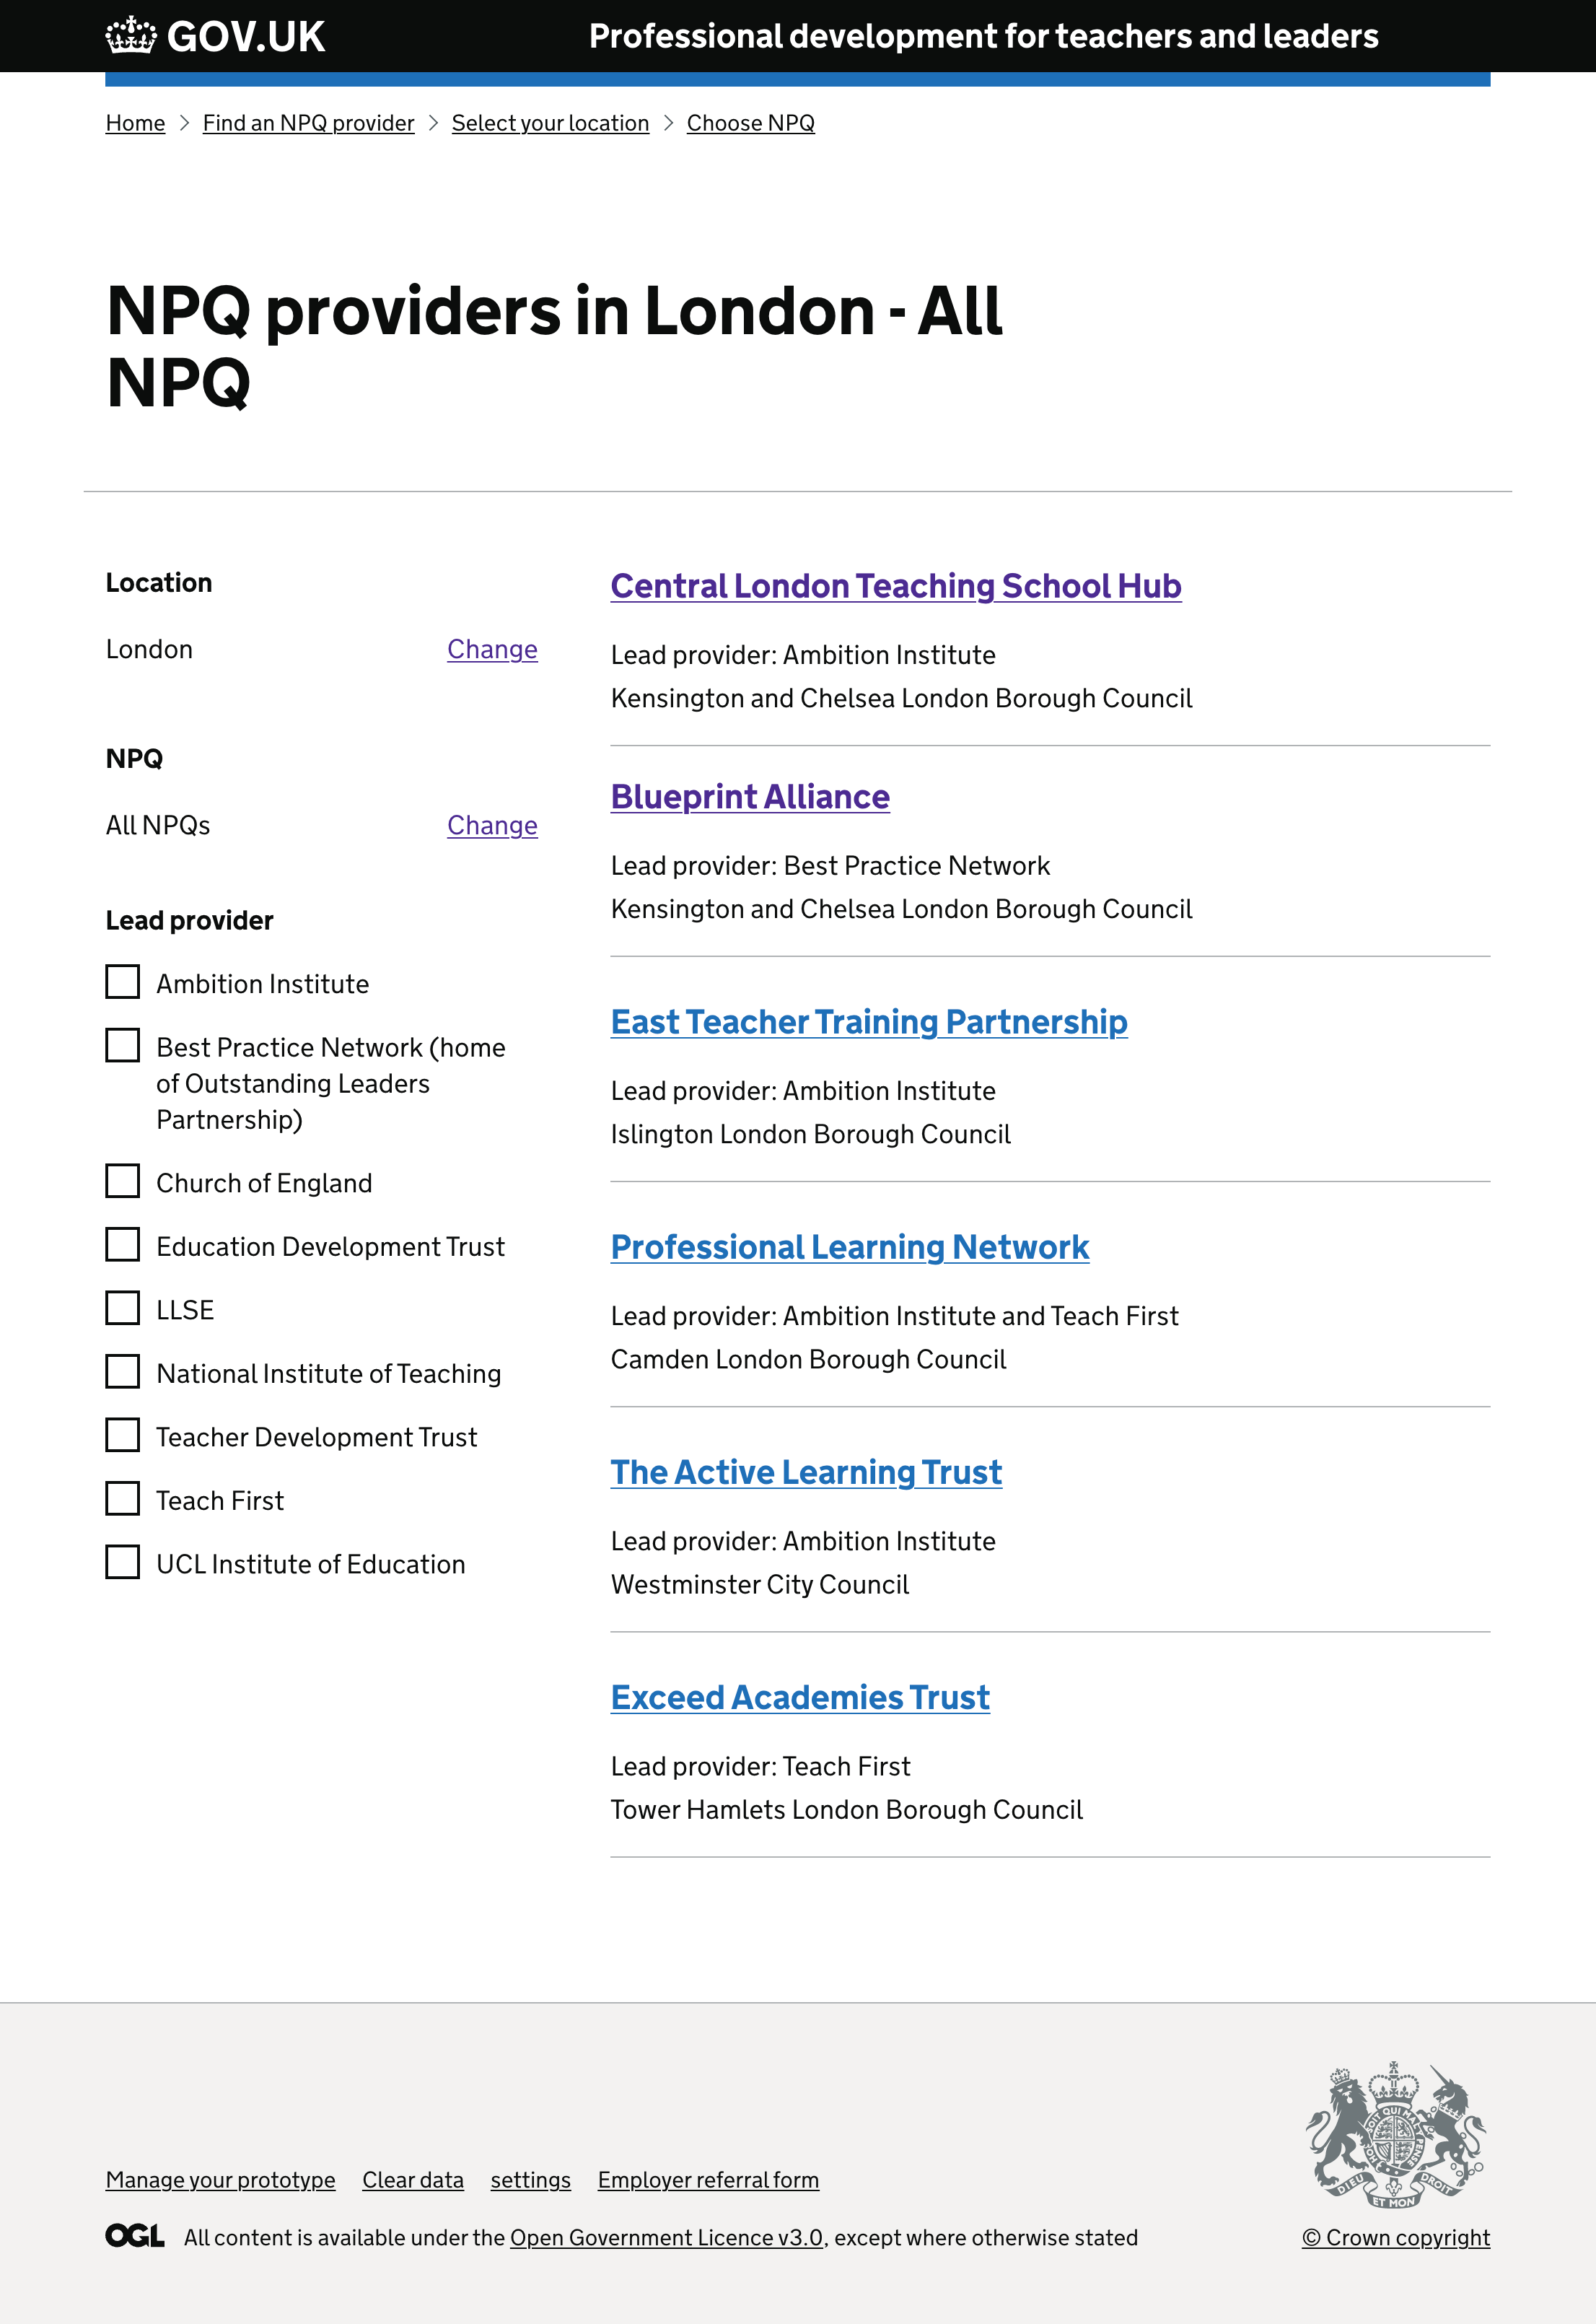 GOV.UK
Professional development for teachers and leaders
Home > Find an NPQ provider > Select your location > Choose NPQ
NPQ providers in London - All
NPQ
Location
London Change
NPQ
All NPQs Change
Lead provider
Ambition Institute
Best Practice Network (home
of Outstanding Leaders
Partnership)
Church of England
Education Development Trust
LLSE
National Institute of Teaching
Teacher Development Trust
Teach First
UCL Institute of Education
Central London Teaching School Hub
Lead provider: Ambition Institute
Kensington and Chelsea London Borough Council
Blueprint Alliance
Lead provider: Best Practice Network
Kensington and Chelsea London Borough Council
East Teacher Training Partnership
Lead provider: Ambition Institute
Islington London Borough Council
Professional Learning Network
Lead provider: Ambition Institute and Teach First
Camden London Borough Council
The Active Learning Trust
Lead provider: Ambition Institute
Westminster City Council
Exceed Academies Trust
Lead provider: Teach First
Tower Hamlets London Borough Council
Manage your prototype Clear data settings Employer referral form
OGL All content is available under the Open Government Licence v3.0, except where otherwise stated
DIEU ET MON DROIT
© Crown copyright